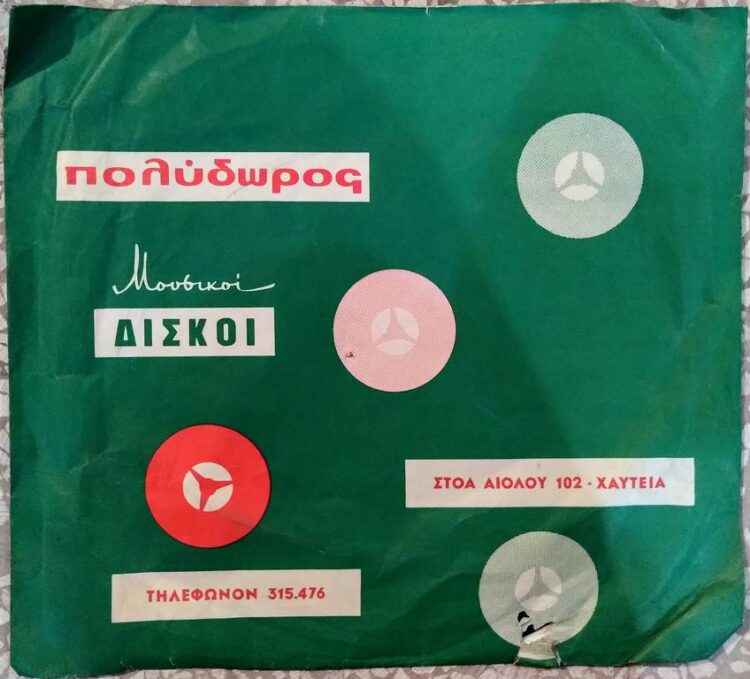 πολύδωρος
Μουσικοί
ΔΙΣΚΟΙ
ΣΤΟΑ ΑΙΟΛΟΥ 102 - ΧΑΥΤΕΙΑ
ΤΗΛΕΦΩΝΟΝ 315.476